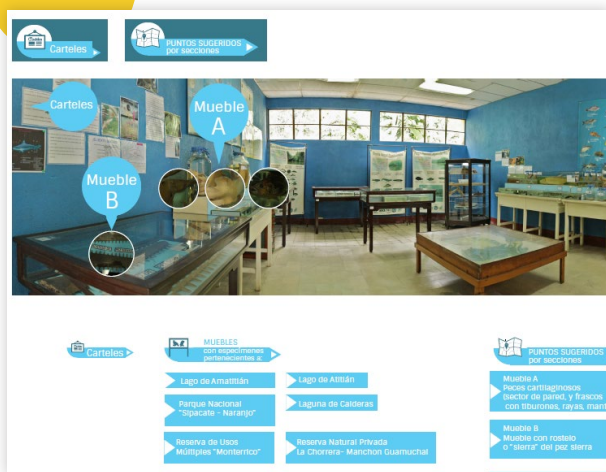 Carteles
PUNTOS SUGERIDOS
por secciones
Carteles
Mueble
A
Mueble
B
Carteles
MUEBLES
con especímenes
pertenecientes a:
Lago de Amatitlán
Lago de Atitlán
Parque Nacional
"Sipacate - Naranjo"
Laguna de Calderas
Reserva de Usos
Múltiples "Monterrico"
Reserva Natural Privada
La Chorrera- Manchón Guamuchal
PUNTOS SUGERIDOS
por secciones
Mueble A
Peces cartilaginosos
(sector de pared, y frascos
con tiburones, rayas,
Mueble B
Mueble con rostelo
o "sierra" del pez sierra